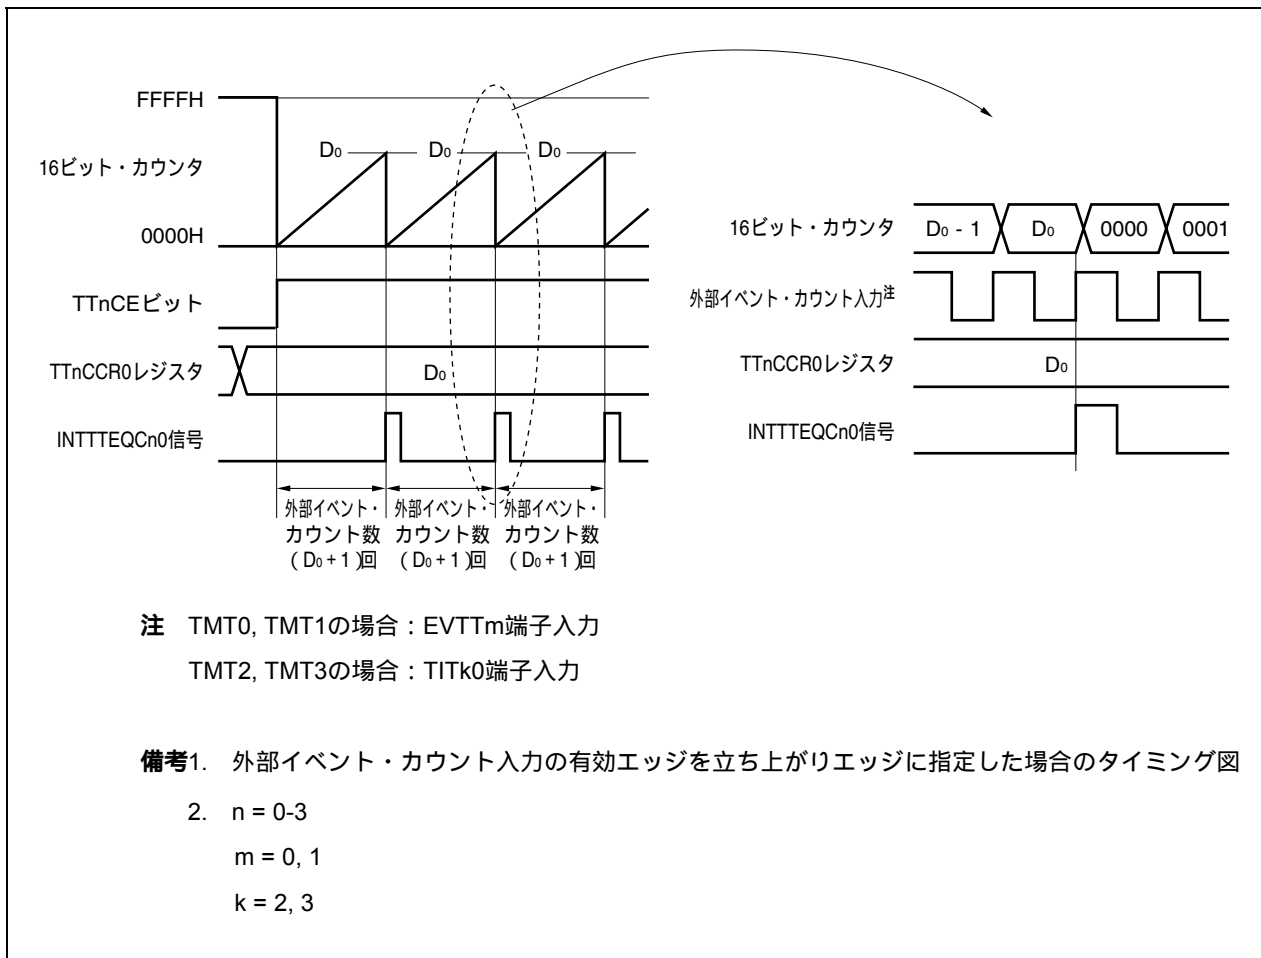 FFFFH
16ビット・カウンタ
0000H
D0 D0 D0
TTnCEビット
TTnCCR0レジスタ
D0
INTTTEQCn0信号
外部イベント・ 外部イベント・ 外部イベント・
カウント数 カウント数 カウント数
(D0+1)回 (D0+1)回 (D0+1)回
16ビット・カウンタ D0 - 1 D0 0000 0001
外部イベント・カウント入力注
TTnCCR0レジスタ D0
INTTTEQCn0信号
注 TMT0, TMT1の場合:EVTTm端子入力
TMT2, TMT3の場合:TITk0端子入力
備考1. 外部イベント・カウント入力の有効エッジを立ち上がりエッジに指定した場合のタイミング図
2. n = 0-3
m = 0, 1
k = 2, 3